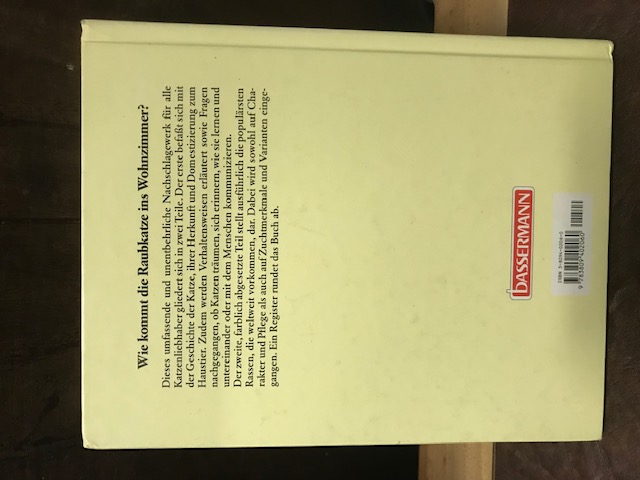 Wie kommt die Raubkatze ins Wohnzimmer?
Dieses umfassende und unentbehrliche Nachschlagewerk für alle
Katzenliebhaber gliedert sich in zwei Teile. Der erste befaßt sich mit
der Geschichte der Katze, ihrer Herkunft und Domestizierung zum
Haustier. Zudem werden Verhaltensweisen erläutert sowie Fragen
nachgegangen, ob Katzen träumen, sich erinnern, wie sie lernen und
untereinander oder mit dem Menschen kommunizieren.
Der zweite, farblich abgesetzte Teil stellt ausführlich die populärsten
Rassen, die weltweit vorkommen, dar. Dabei wird sowohl auf Cha-
rakter und Pflege als auch auf Zuchtmerkmale und Varianten einge-
gangen. Ein Register rundet das Buch ab.
BASSERMANN
ISBN